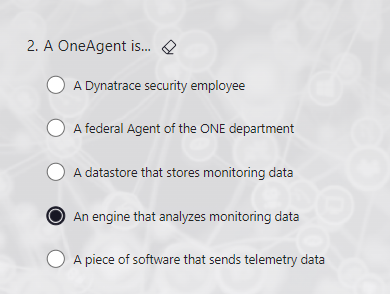 2. A OneAgent is...
A Dynatrace security employee
A federal Agent of the ONE department
A datastore that stores monitoring data
An engine that analyzes monitoring data
A piece of software that sends telemetry data